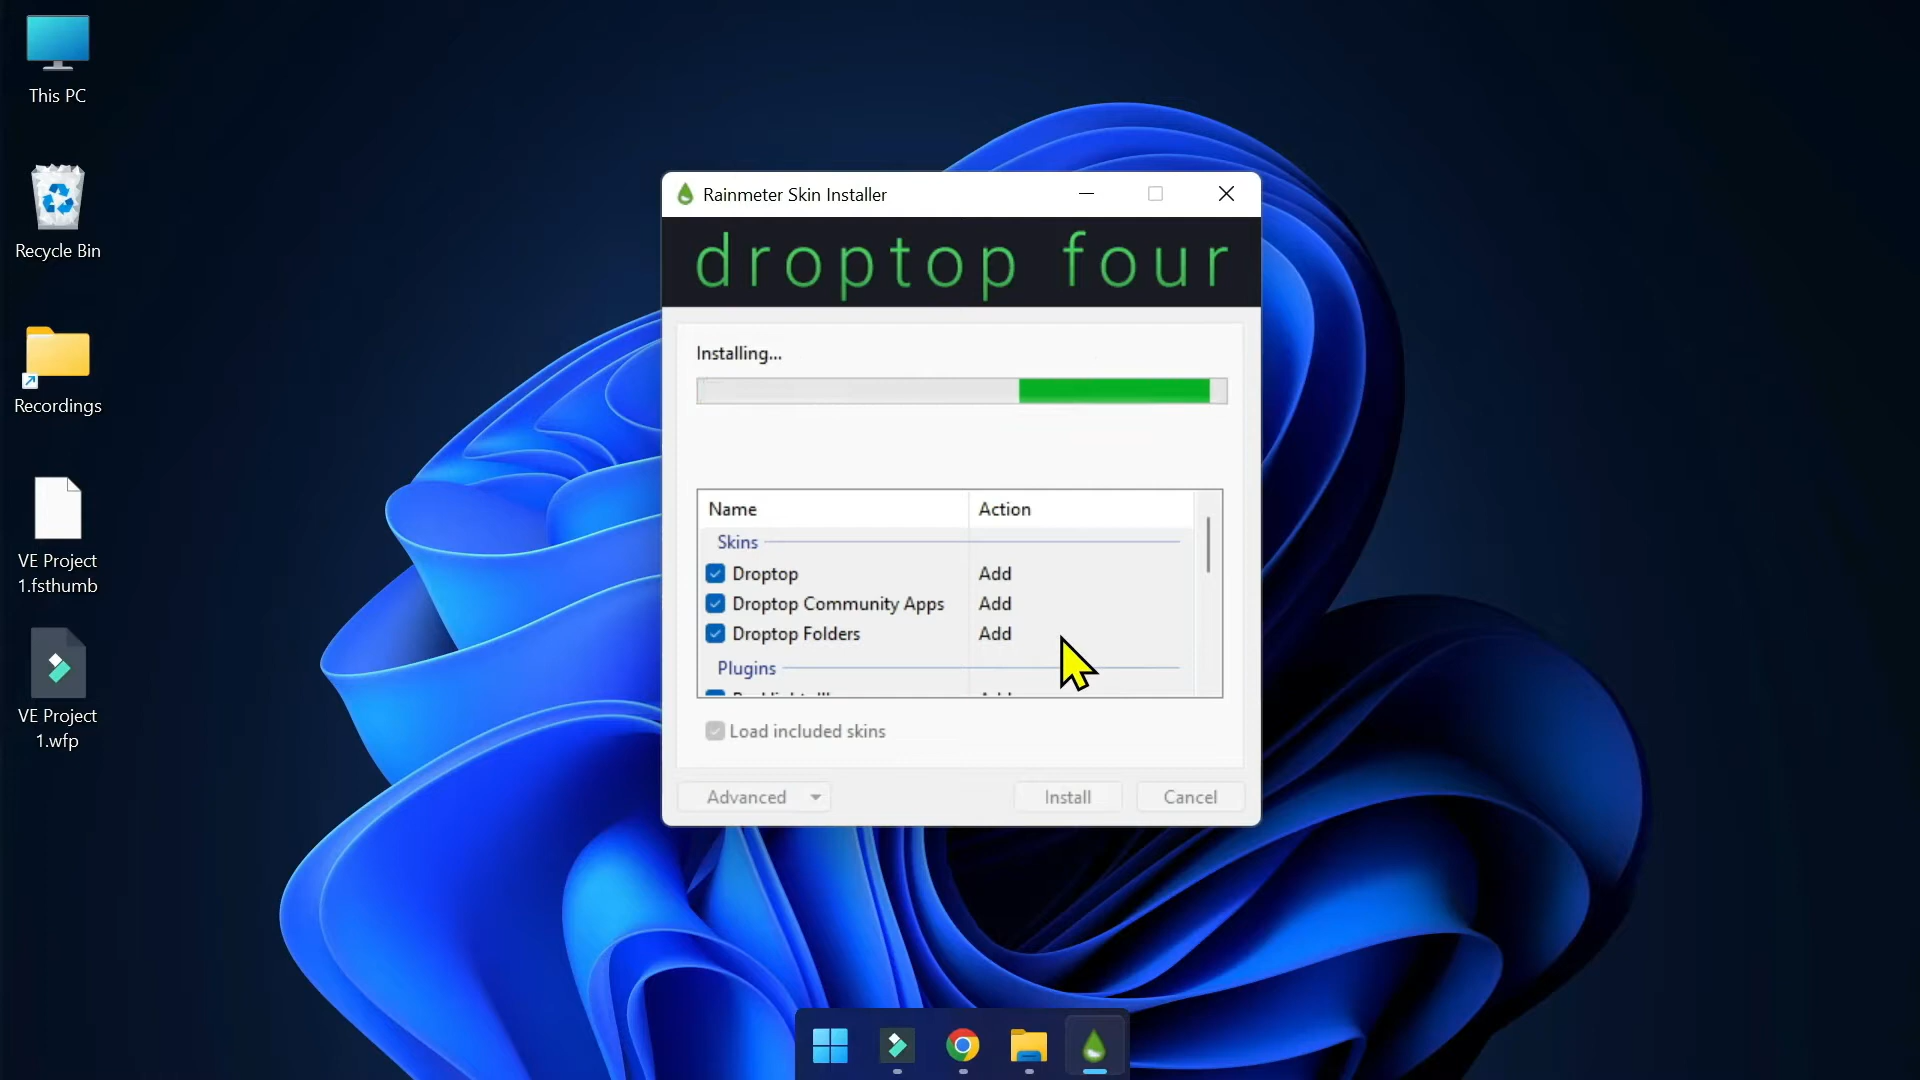 This PC
Recycle Bin
Recordings
VE Project
1.fsthumb
VE Project
1.wfp
Rainmeter Skin Installer
droptop four
Installing...
Name Action
Skins
Droptop Add
Droptop Community Apps Add
Droptop Folders Add
Plugins
Load included skins
Advanced Install Cancel